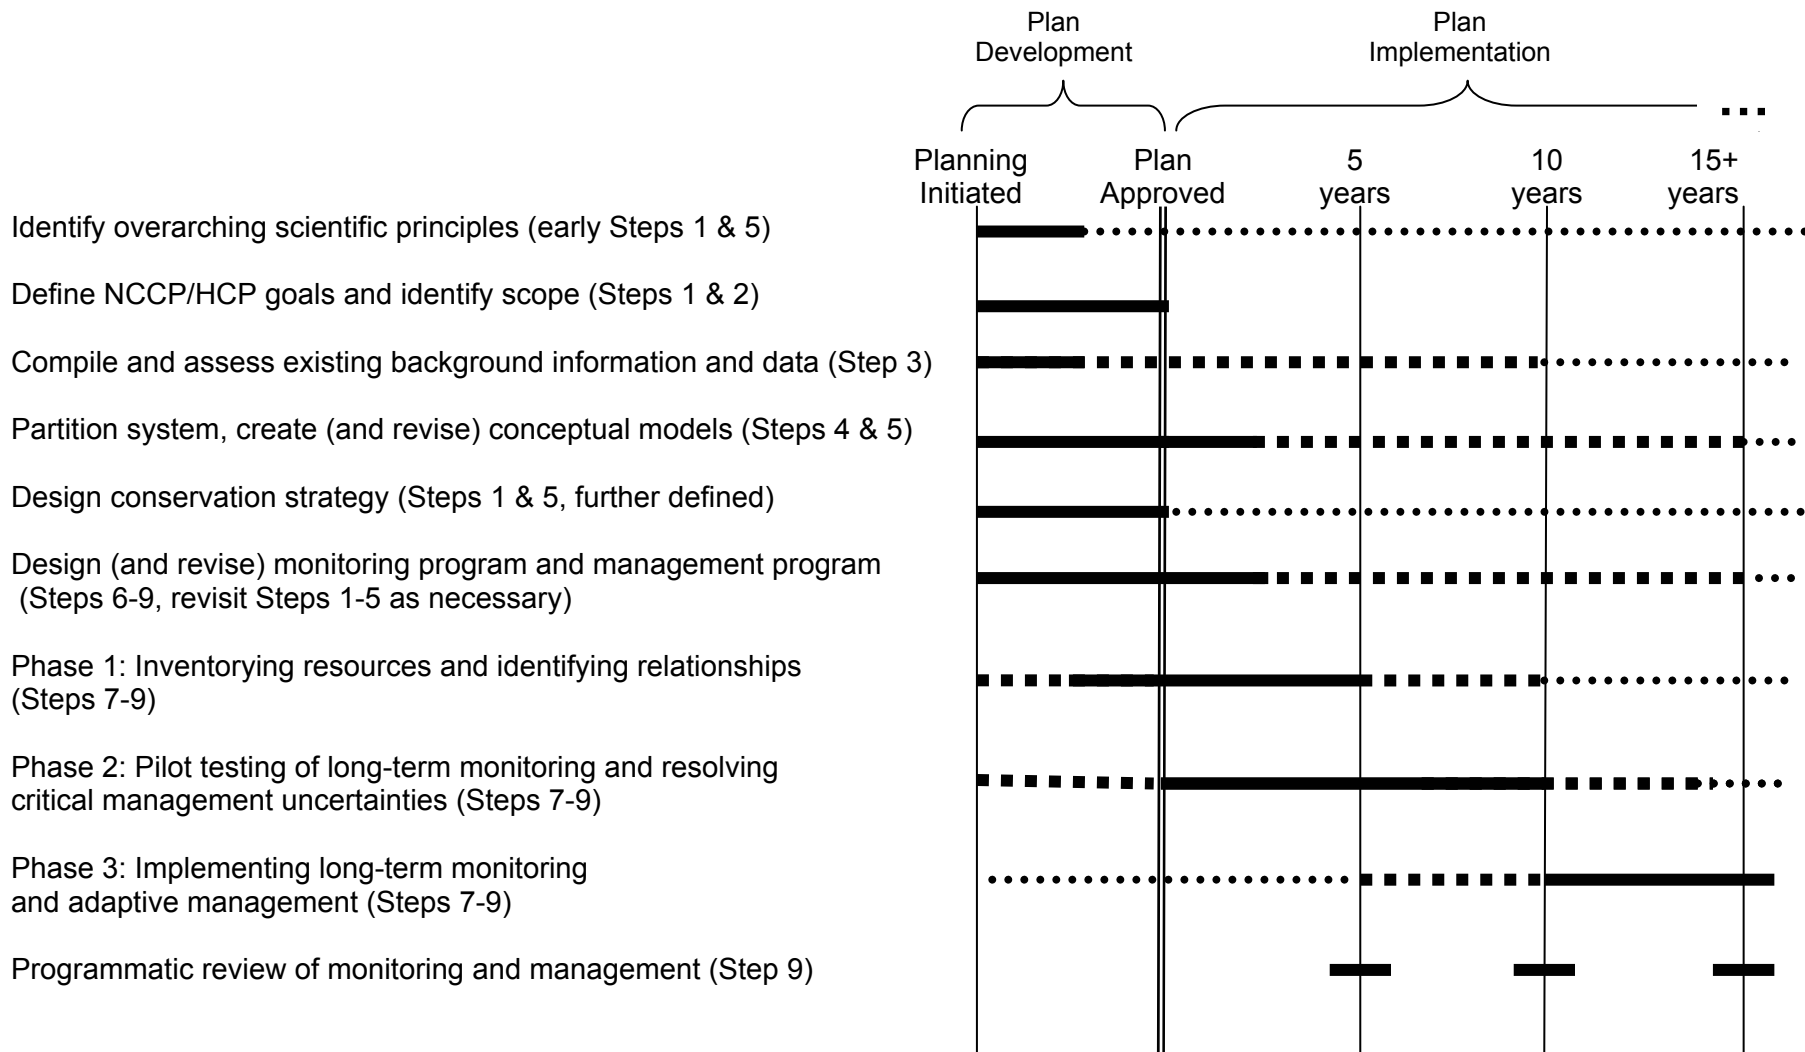 Plan
Development
Plan
Implementation
...
Planning
Initiated
Plan
Approved
5
years
10
years
15+
years
Identify overarching scientific principles (early Steps 1 & 5)
Define NCCP/HCP goals and identify scope (Steps 1 & 2)
Compile and assess existing background information and data (Step 3)
Partition system, create (and revise) conceptual models (Steps 4 & 5)
Design conservation strategy (Steps 1 & 5, further defined)
Design (and revise) monitoring program and management program
(Steps 6-9, revisit Steps 1-5 as necessary)
Phase 1: Inventorying resources and identifying relationships
(Steps 7-9)
Phase 2: Pilot testing of long-term monitoring and resolving
critical management uncertainties (Steps 7-9)
Phase 3: Implementing long-term monitoring
and adaptive management (Steps 7-9)
Programmatic review of monitoring and management (Step 9)